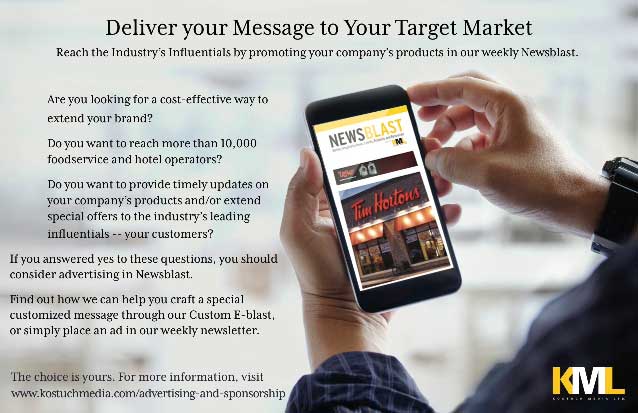 Deliver your Message to Your Target Market
Reach the Industry's Influentials by promoting your company's products in our weekly Newsblast.
Are you looking for a cost-effective way to
extend your brand?
Do you want to reach more than 10,000
foodservice and hotel operators?
Do you want to provide timely updates on
your company's products and/or extend
special offers to the industry's leading
influentials -- your customers?
If you answered yes to these questions, you should
consider advertising in Newsblast.
Find out how we can help you craft a special
customized message through our Custom E-blast,
or simply place an ad in our weekly newsletter.
The choice is yours. For more information, visit
www.kostuchmedia.com/advertising-and-sponsorship
NEWSBLAST
KML
Tim Hortons
KML
KOSTUCH MEDIA LTD